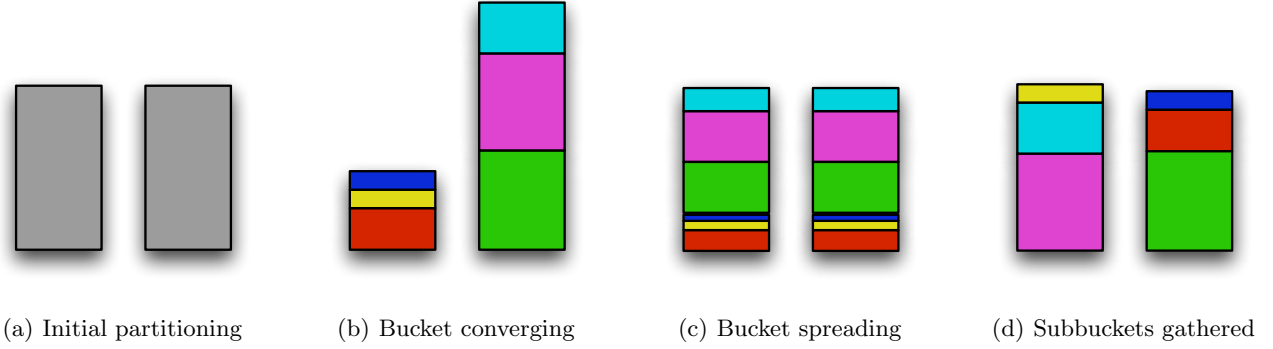 (a) Initial partitioning
(b) Bucket converging
(c) Bucket spreading
(d) Subbuckets gathered